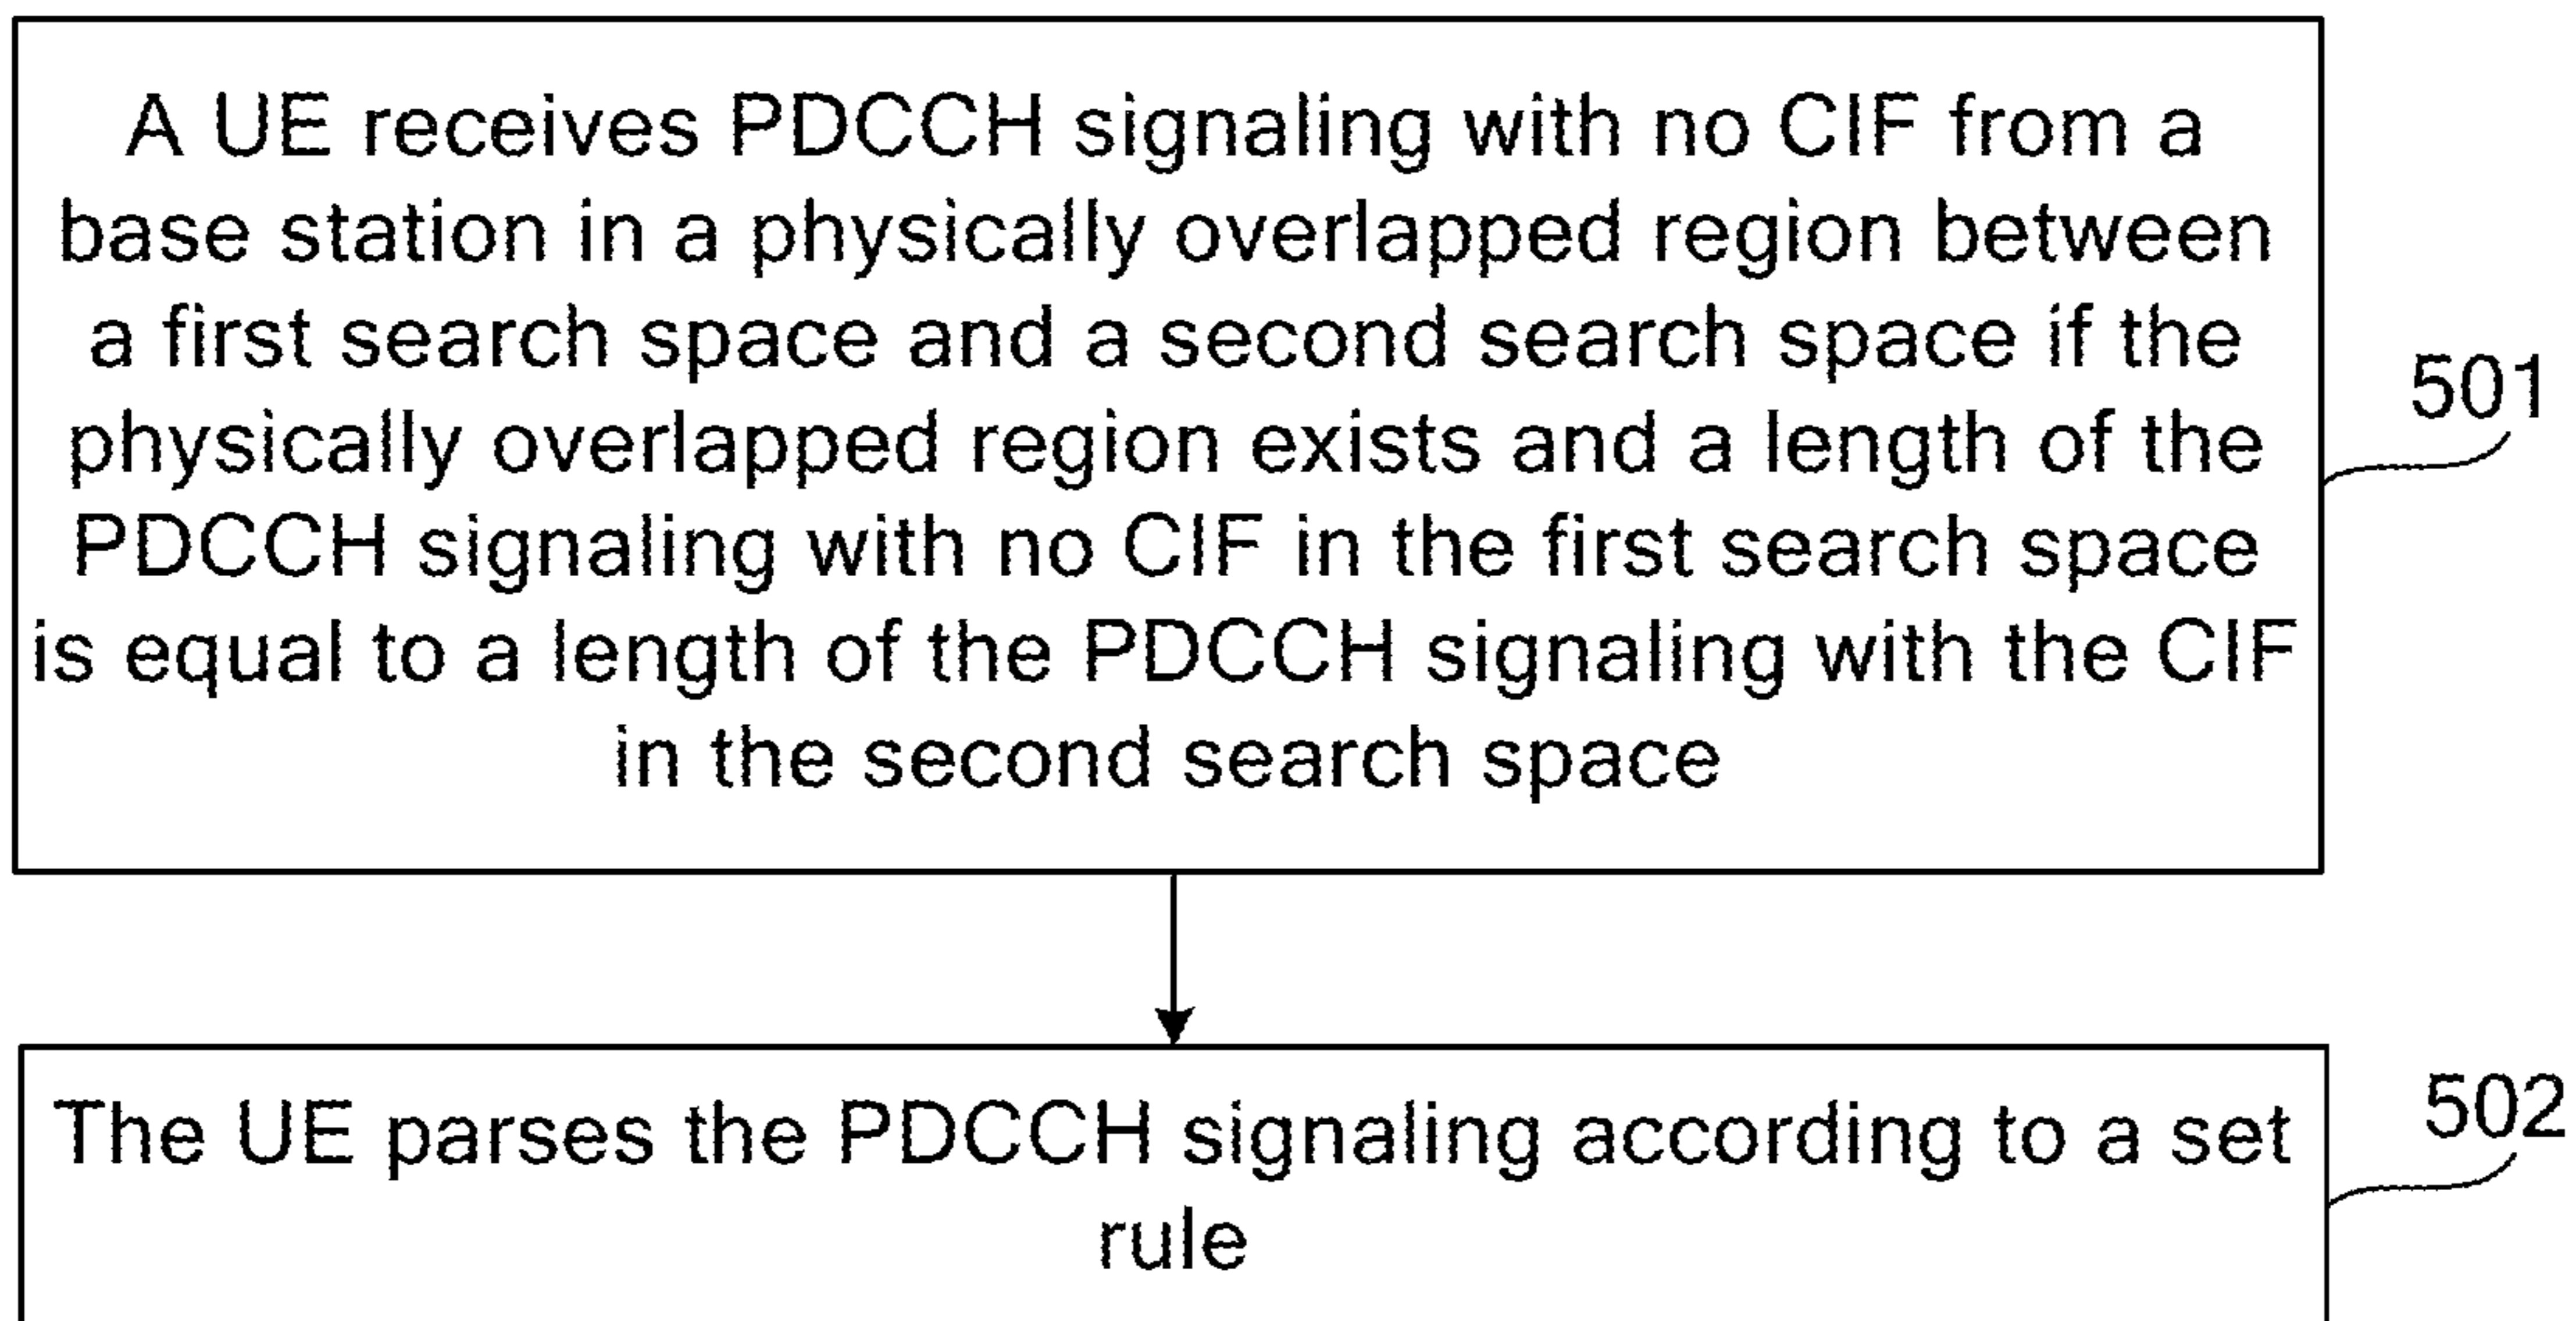 A UE receives PDCCH signaling with no CIF from a
base station in a physically overlapped region between
a first search space and a second search space if the
physically overlapped region exists and a length of the
PDCCH signaling with no CIF in the first search space
is equal to a length of the PDCCH signaling with the CIF
in the second search space
501
The UE parses the PDCCH signaling according to a set
rule
502